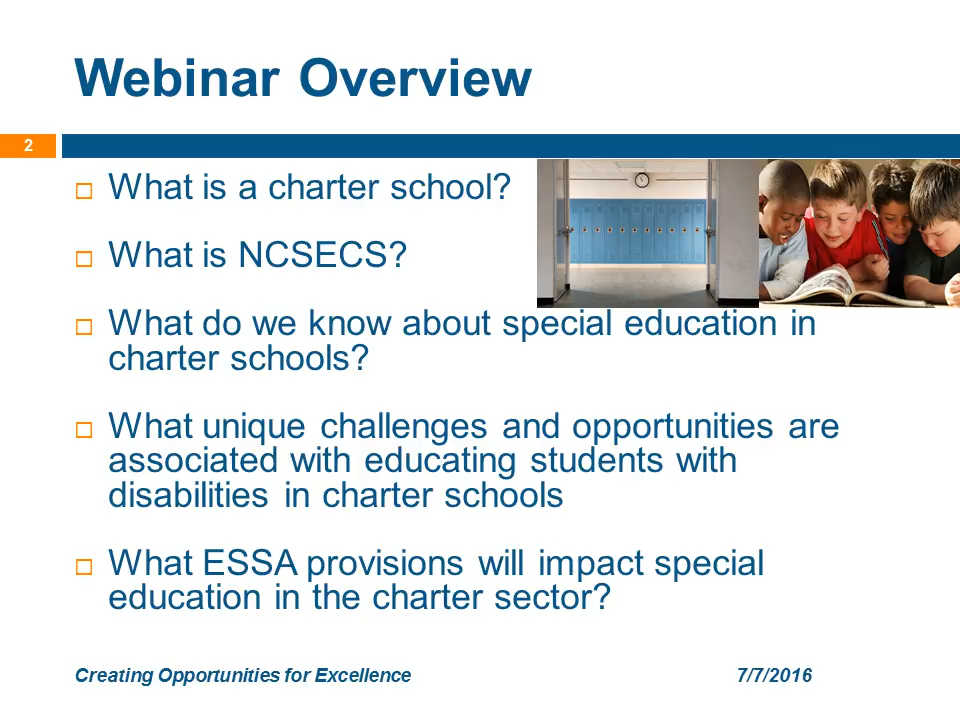 Webinar Overview
2
What is a charter school?
What is NCSECS?
What do we know about special education in
charter schools?
What unique challenges and opportunities are
associated with educating students with
disabilities in charter schools
What ESSA provisions will impact special
education in the charter sector?
Creating Opportunities for Excellence
7/7/2016